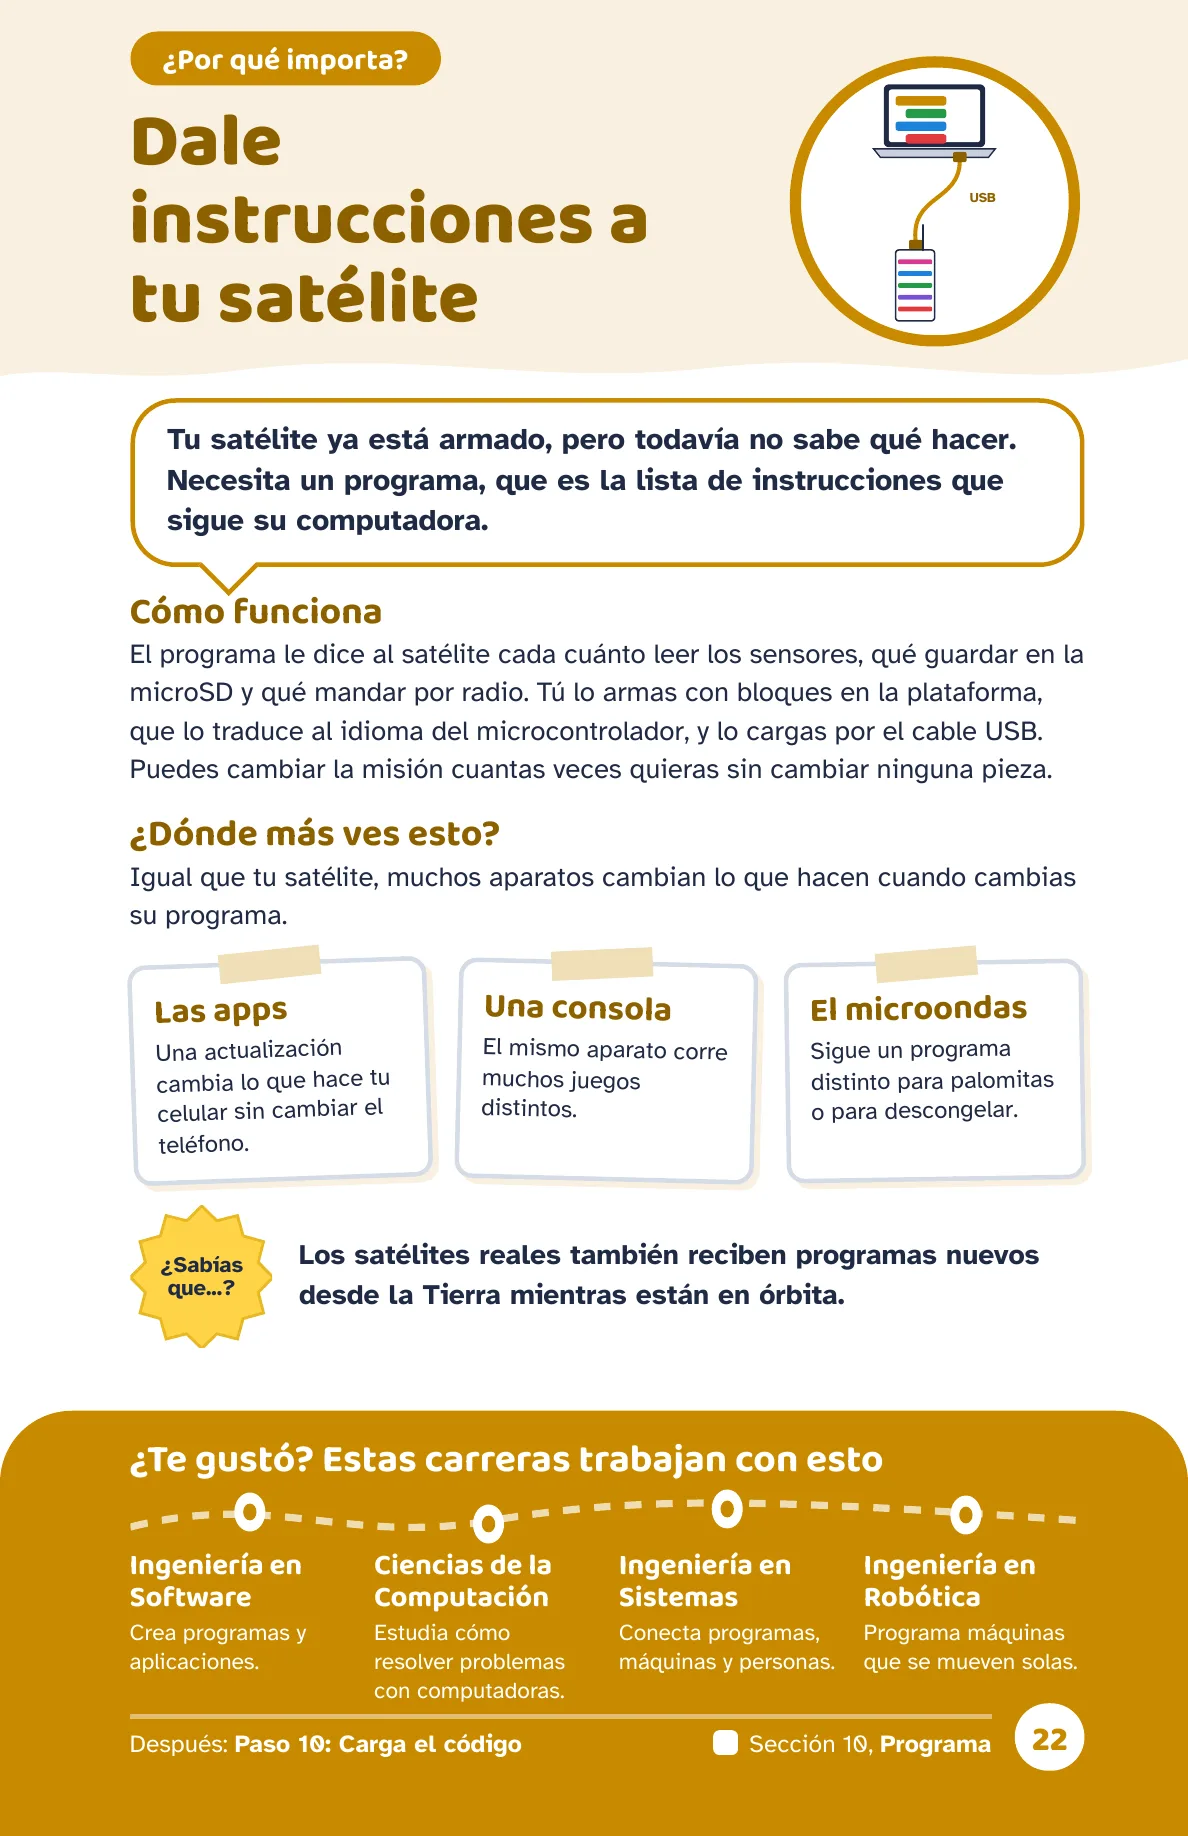 ¿Por qué importa?
Dale
instrucciones a
tu satélite
USB
Tu satélite ya está armado, pero todavía no sabe qué hacer.
Necesita un programa, que es la lista de instrucciones que
sigue su computadora.
Cómo funciona
El programa le dice al satélite cada cuánto leer los sensores, qué guardar en la
microSD y qué mandar por radio. Tú lo armas con bloques en la plataforma,
que lo traduce al idioma del microcontrolador, y lo cargas por el cable USB.
Puedes cambiar la misión cuantas veces quieras sin cambiar ninguna pieza.
¿Dónde más ves esto?
Igual que tu satélite, muchos aparatos cambian lo que hacen cuando cambias
su programa.
Las apps
Una actualización
cambia lo que hace tu
celular sin cambiar el
teléfono.
Una consola
El mismo aparato corre
muchos juegos
distintos.
El microondas
Sigue un programa
distinto para palomitas
o para descongelar.
¿Sabías
que...?
Los satélites reales también reciben programas nuevos
desde la Tierra mientras están en órbita.
¿Te gustó? Estas carreras trabajan con esto
Ingeniería en
Software
Crea programas y
aplicaciones.
Ciencias de la
Computación
Estudia cómo
resolver problemas
con computadoras.
Ingeniería en
Sistemas
Conecta programas,
máquinas y personas.
Ingeniería en
Robótica
Programa máquinas
que se mueven solas.
Después: Paso 10: Carga el código
Sección 10, Programa
22